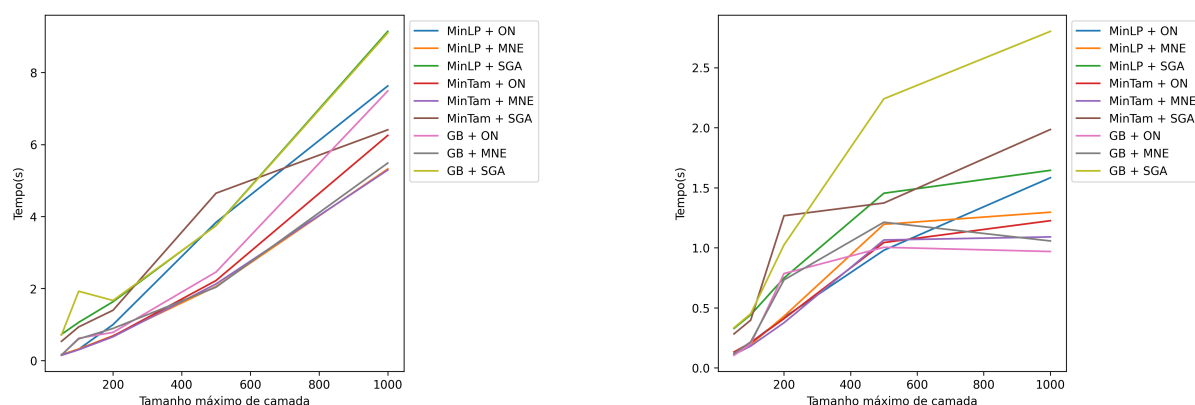 8
6
4
2
0
Tempo(s)
200
400
600
800
1000
Tamanho máximo de camada
MinLP + ON
MinLP + MNE
MinLP + SGA
MinTam + ON
MinTam + MNE
MinTam + SGA
GB + ON
GB + MNE
GB + SGA
2.5
2.0
1.5
1.0
0.5
0.0
Tempo(s)
200
400
600
800
1000
Tamanho máximo de camada
MinLP + ON
MinLP + MNE
MinLP + SGA
MinTam + ON
MinTam + MNE
MinTam + SGA
GB + ON
GB + MNE
GB + SGA